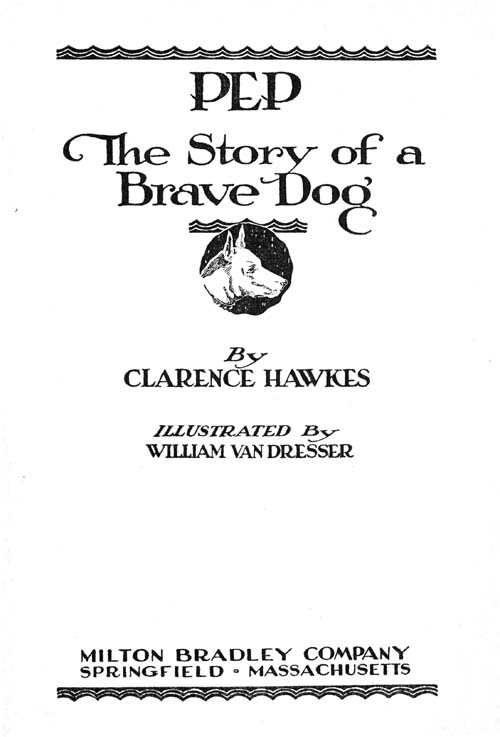 PEP
The Story of a
Brave Dog
By
CLARENCE HAWKES
ILLUSTRATED By
WILLIAM VAN DRESSER
MILTON BRADLEY COMPANY
SPRINGFIELD • MASSACHUSETTS